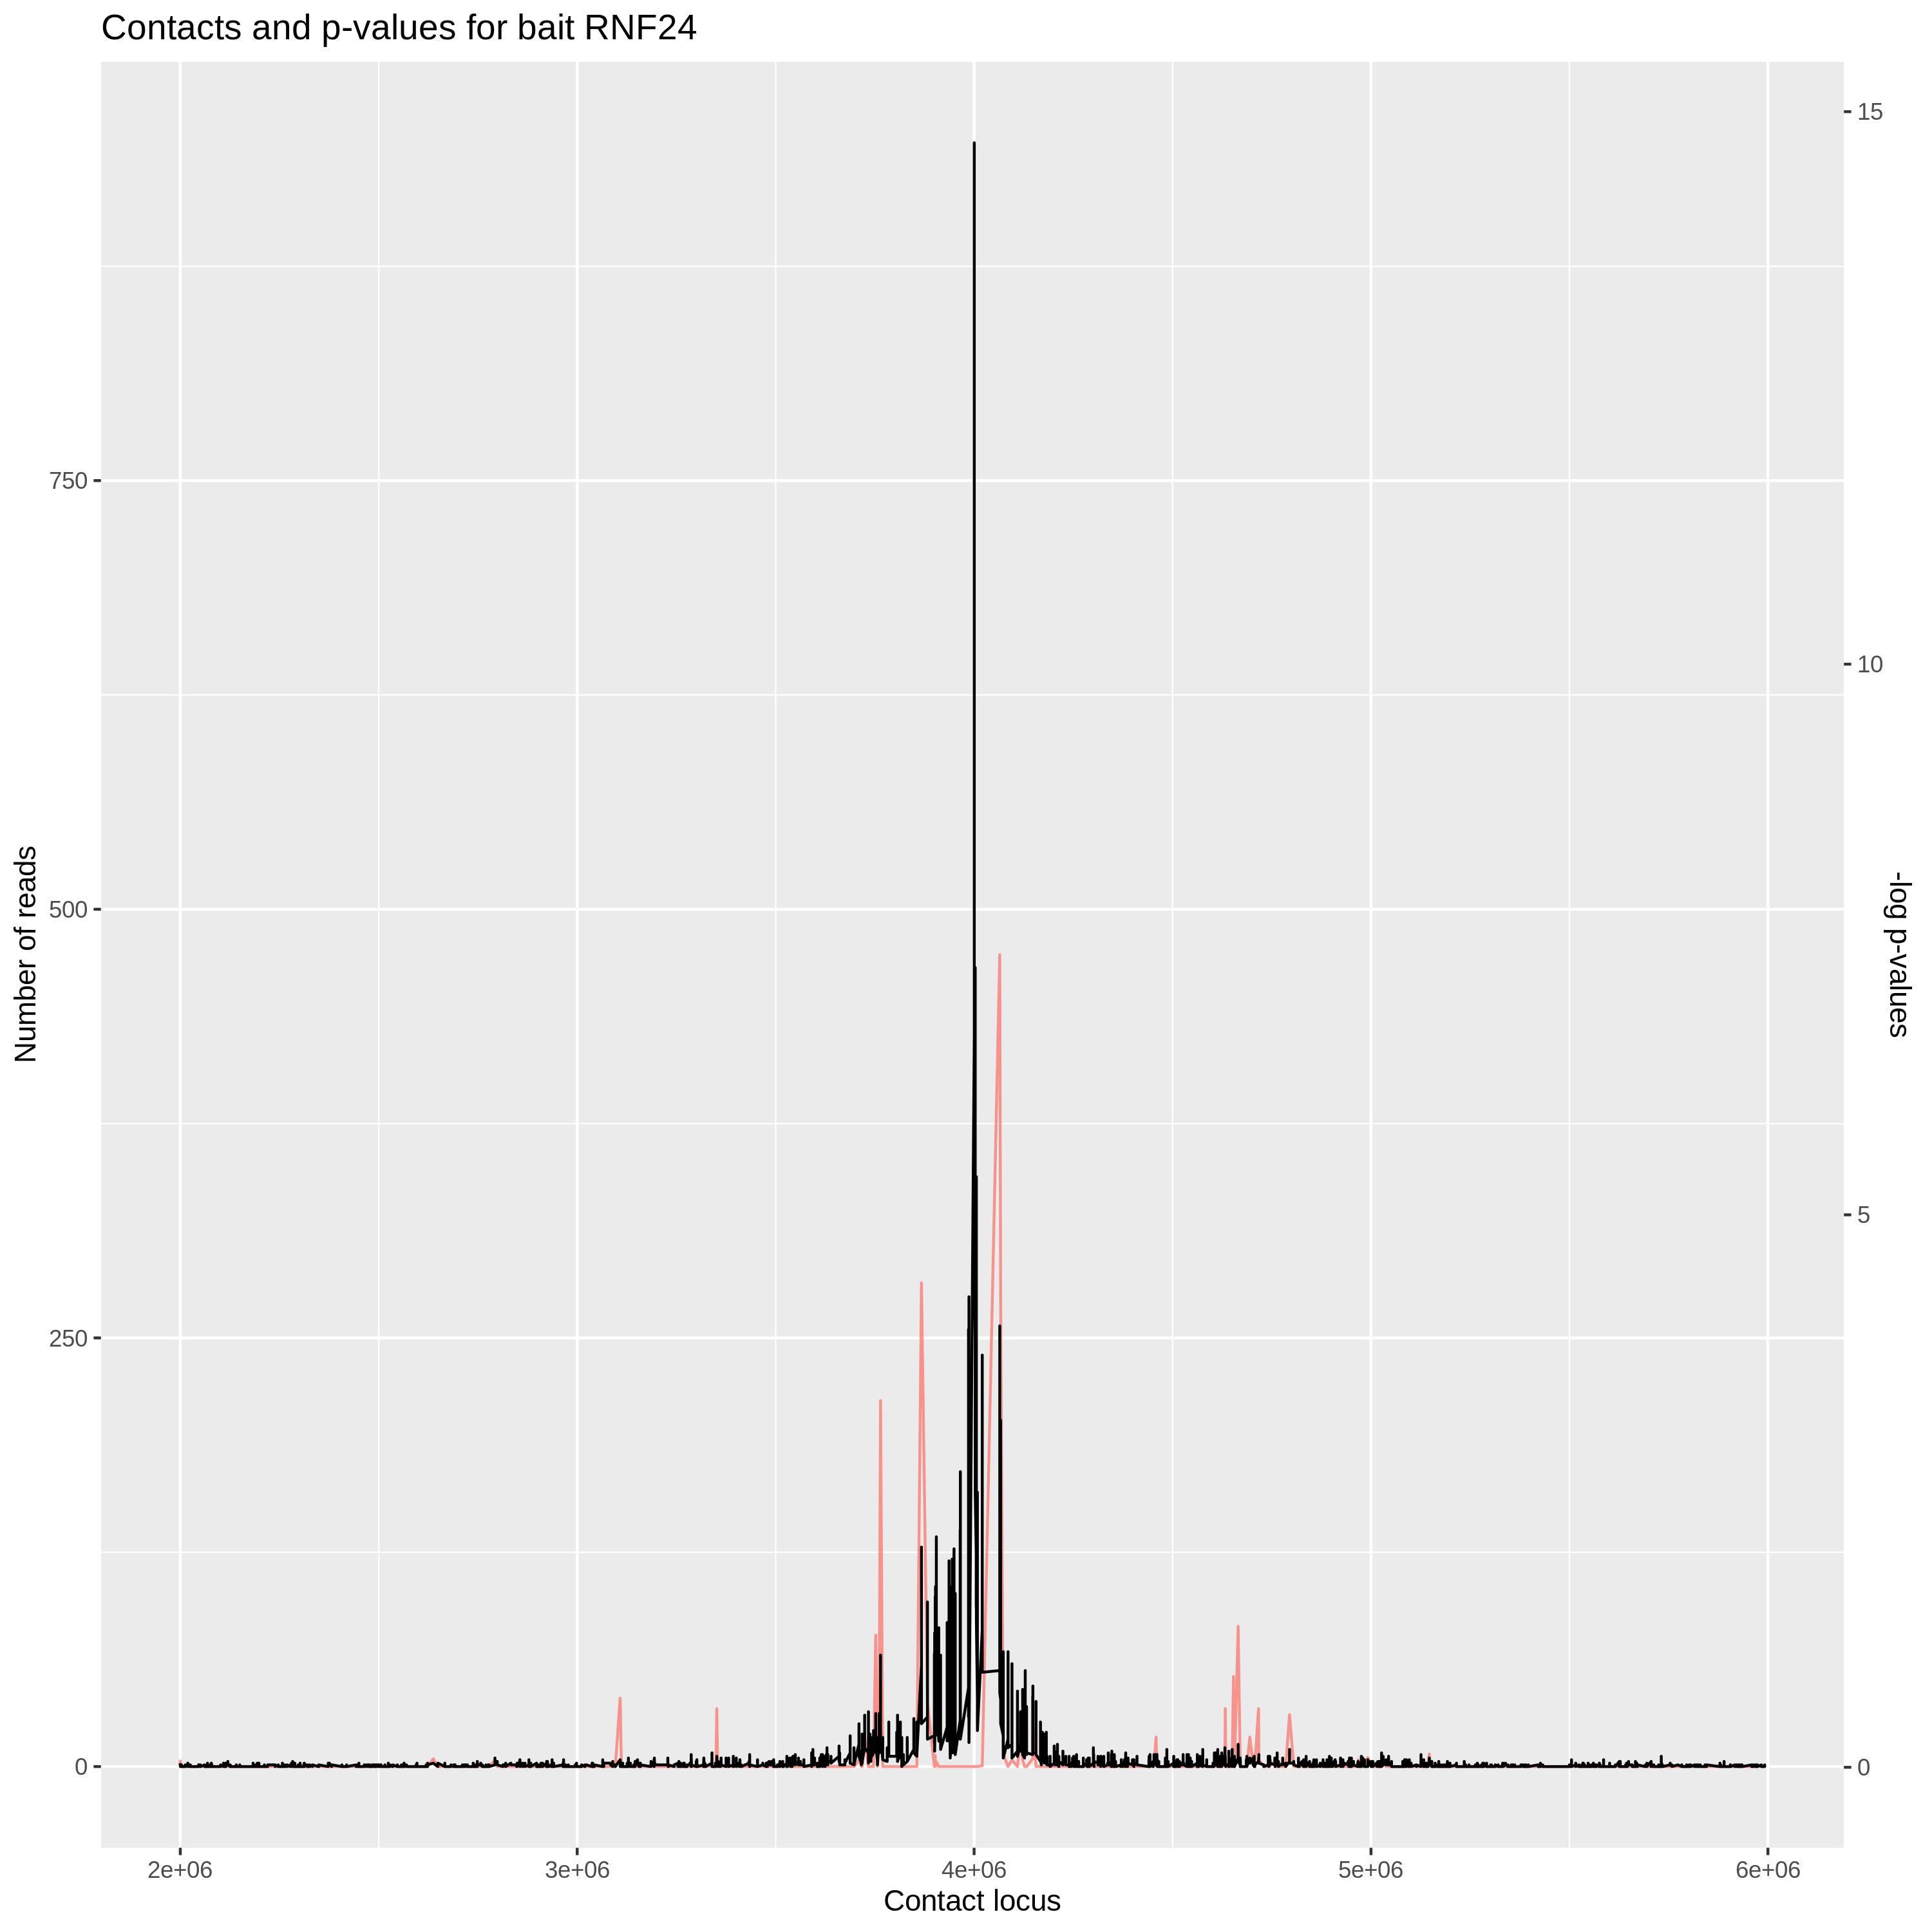 Contacts and p-values for bait RNF24
15
750
10
Number of reads
-log p-values
500
5
250
0
0
2e+06 3e+06 4e+06 5e+06 6e+06
Contact locus